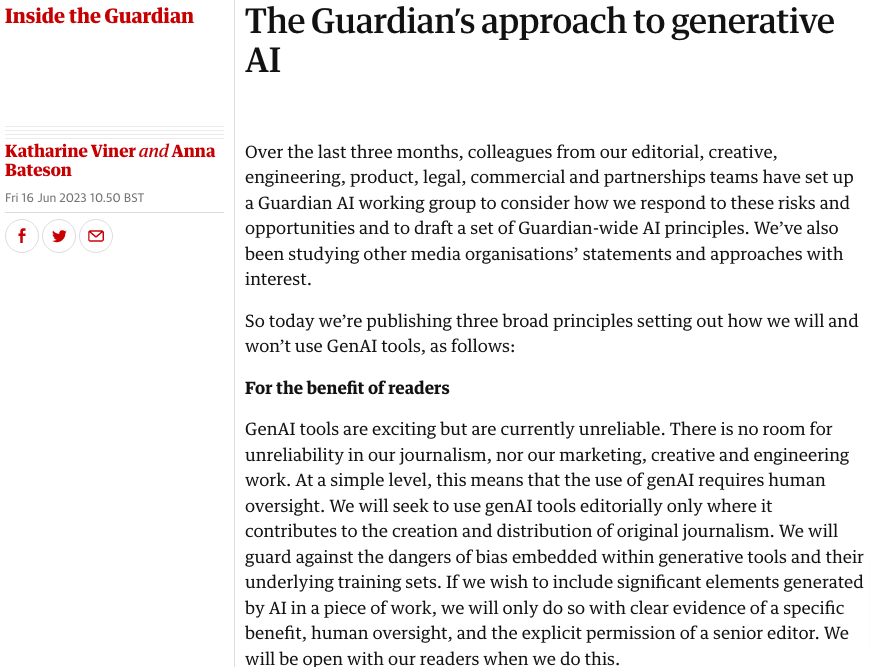 Inside the Guardian
The Guardian's approach to generative
AI
Katharine Viner and Anna
Bateson
Fri 16 Jun 2023 10.50 BST
Over the last three months, colleagues from our editorial, creative,
engineering, product, legal, commercial and partnerships teams have set up
a Guardian AI working group to consider how we respond to these risks and
opportunities and to draft a set of Guardian-wide AI principles. We've also
been studying other media organisations' statements and approaches with
interest.
So today we're publishing three broad principles setting out how we will and
won't use GenAI tools, as follows:
For the benefit of readers
GenAI tools are exciting but are currently unreliable. There is no room for
unreliability in our journalism, nor our marketing, creative and engineering
work. At a simple level, this means that the use of genAI requires human
oversight. We will seek to use genAI tools editorially only where it
contributes to the creation and distribution of original journalism. We will
guard against the dangers of bias embedded within generative tools and their
underlying training sets. If we wish to include significant elements generated
by AI in a piece of work, we will only do so with clear evidence of a specific
benefit, human oversight, and the explicit permission of a senior editor. We
will be open with our readers when we do this.